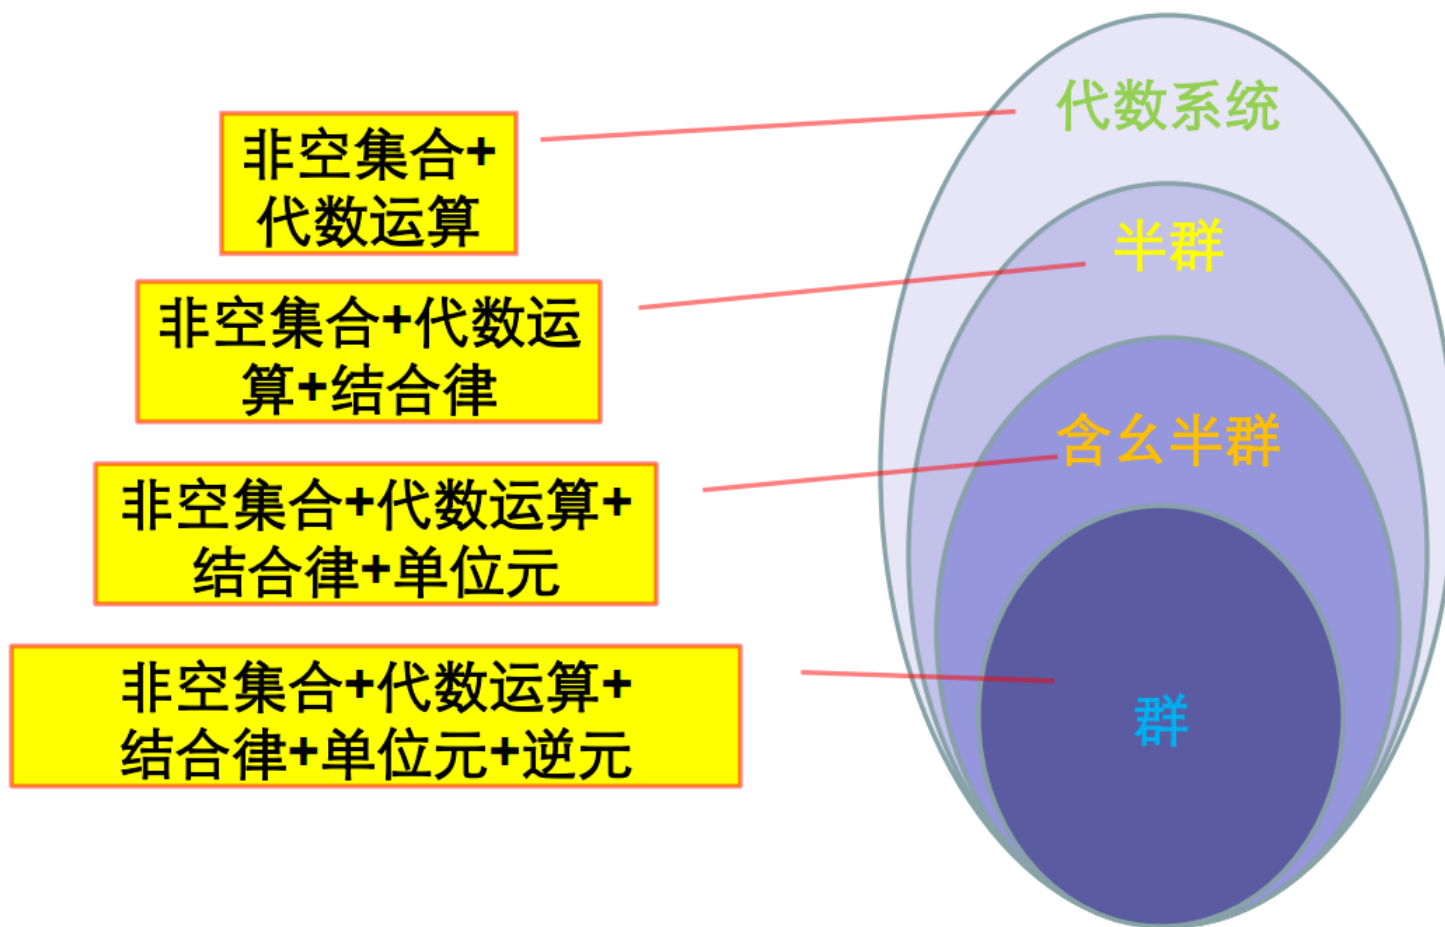 代数系统
非空集合+
代数运算
半群
非空集合+代数运
算+结合律
含幺半群
非空集合+代数运算+
结合律+单位元
群
非空集合+代数运算+
结合律+单位元+逆元